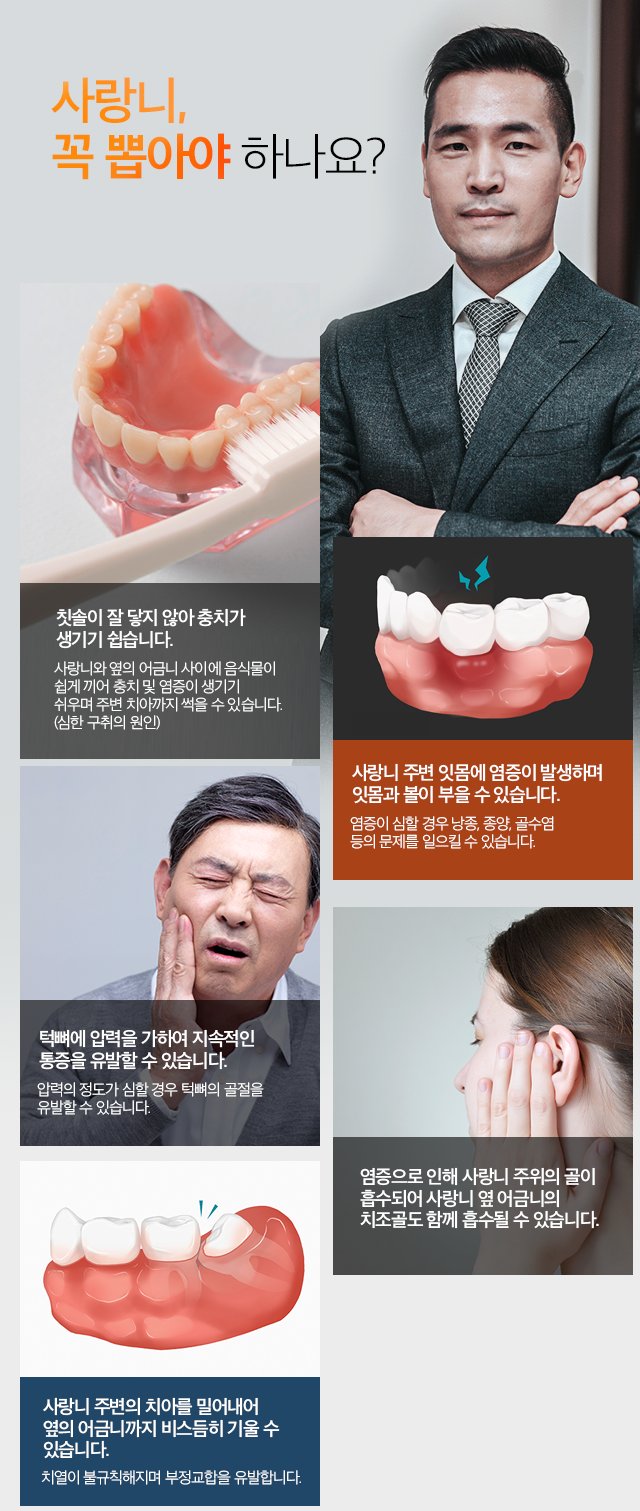 사랑니,
꼭 뽑아야 하나요?
칫솔이 잘 닿지 않아 충치가
생기기 쉽습니다.
사랑니와 옆의 어금니 사이에 음식물이
쉽게 끼어 충치 및 염증이 생기기
쉬우며 주변 치아까지 썩을 수 있습니다.
(심한 구취의 원인)
사랑니 주변 잇몸에 염증이 발생하며
잇몸과 볼이 부을 수 있습니다.
염증이 심할 경우 낭종, 종양, 골수염
등의 문제를 일으킬 수 있습니다.
턱뼈에 압력을 가하여 지속적인
통증을 유발할 수 있습니다.
압력의 정도가 심할 경우 턱뼈의 골절을
유발할 수 있습니다.
염증으로 인해 사랑니 주위의 골이
흡수되어 사랑니 옆 어금니의
치조골도 함께 흡수될 수 있습니다.
사랑니 주변의 치아를 밀어내어
옆의 어금니까지 비스듬히 기울 수
있습니다.
치열이 불규칙해지며 부정교합을 유발합니다.